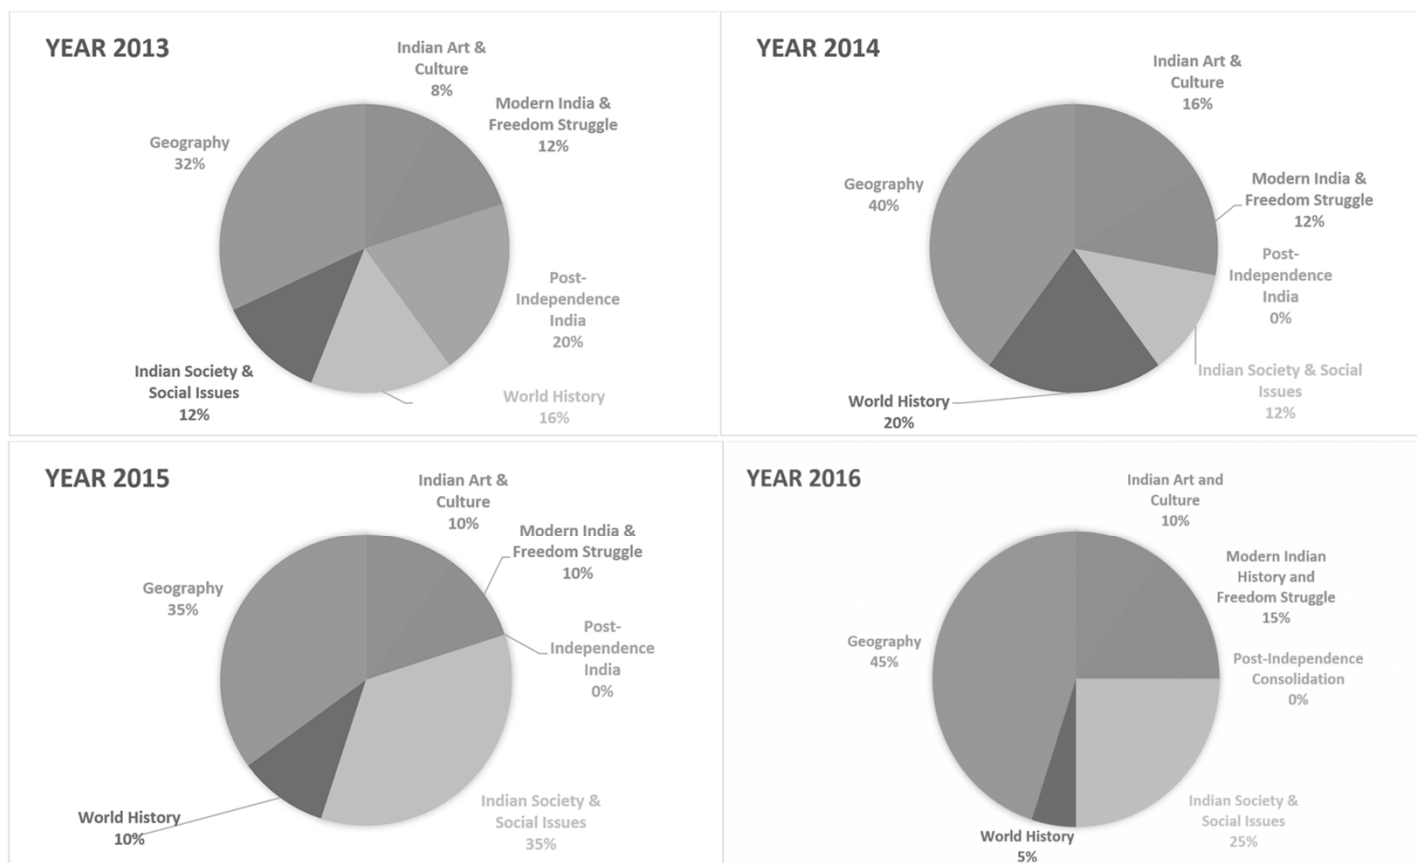 YEAR 2013
Indian Art &
Culture
8%
Modern India &
Freedom Struggle
12%
Geography
32%
Post-
Independence
India
20%
Indian Society &
Social Issues
12%
World History
16%
YEAR 2014
Indian Art &
Culture
16%
Modern India &
Freedom Struggle
12%
Geography
40%
Post-
Independence
India
0%
Indian Society & Social
Issues
12%
World History
20%
YEAR 2015
Indian Art &
Culture
10%
Modern India &
Freedom Struggle
10%
Geography
35%
Post-
Independence
India
0%
Indian Society &
Social Issues
35%
World History
10%
YEAR 2016
Indian Art and
Culture
10%
Modern Indian
History and
Freedom Struggle
15%
Geography
45%
Post-Independence
Consolidation
0%
Indian Society &
Social Issues
25%
World History
5%